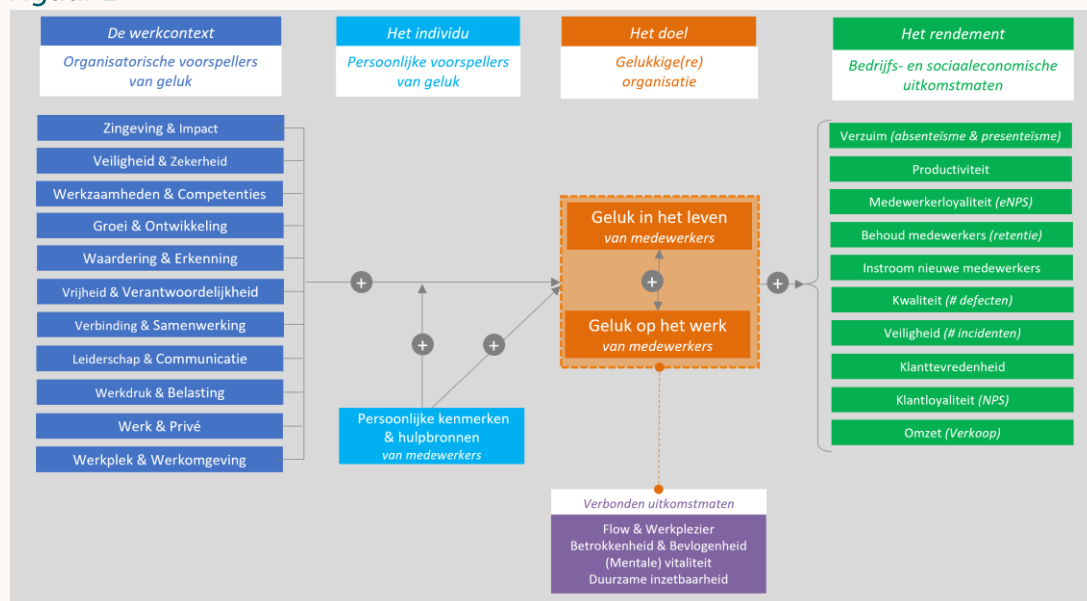 De werkcontext
Organisatorische voorspellers
van geluk
Zingeving & Impact
Veiligheid & Zekerheid
Werkzaamheden & Competenties
Groei & Ontwikkeling
Waardering & Erkenning
Vrijheid & Verantwoordelijkheid
Verbinding & Samenwerking
Leiderschap & Communicatie
Werkdruk & Belasting
Werk & Privé
Werkplek & Werkomgeving
Het individu
Persoonlijke voorspellers
van geluk
+
+
+
Persoonlijke kenmerken
& hulpbronnen
van medewerkers
Het doel
Gelukkige(re)
organisatie
Geluk in het leven
van medewerkers
+
Geluk op het werk
van medewerkers
Verbonden uitkomstmaten
Flow & Werkplezier
Betrokkenheid & Bevlogenheid
(Mentale) vitaliteit
Duurzame inzetbaarheid
+
Het rendement
Bedrijfs- en sociaaleconomische
uitkomstmaten
Verzuim (absenteïsme & presenteïsme)
Productiviteit
Medewerkerloyaliteit (eNPS)
Behoud medewerkers (retentie)
Instroom nieuwe medewerkers
Kwaliteit (# defecten)
Veiligheid (# incidenten)
Klanttevredenheid
Klantloyaliteit (NPS)
Omzet (Verkoop)